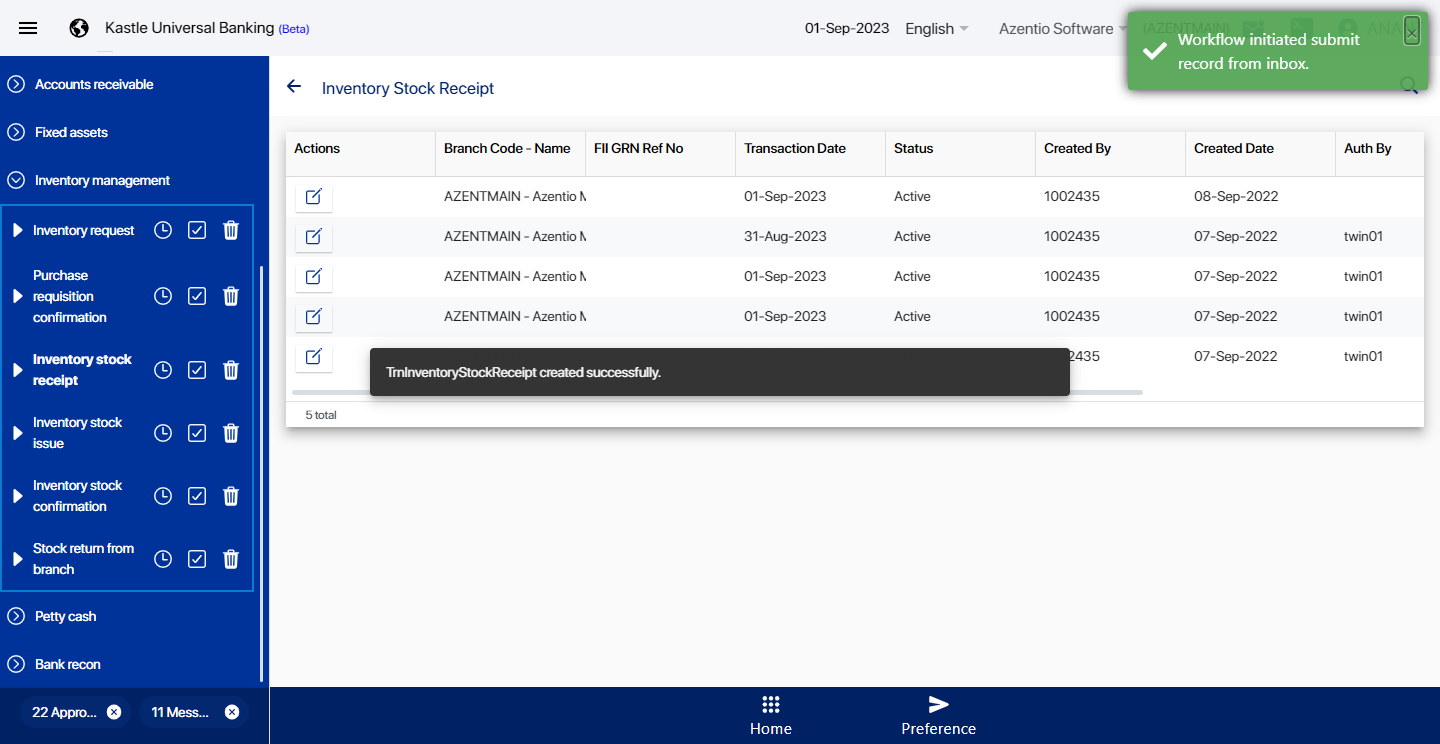 Kastle Universal Banking (Beta)
01-Sep-2023
English
Azentio Software
Workflow initiated submit
record from inbox.
Accounts receivable
Fixed assets
Inventory management
Inventory request
Purchase
requisition
confirmation
Inventory stock
receipt
Inventory stock
issue
Inventory stock
confirmation
Stock return from
branch
Petty cash
Bank recon
22 Appro...
11 Mess...
Inventory Stock Receipt
Actions Branch Code - Name FII GRN Ref No Transaction Date Status Created By Created Date Auth By
AZENTMAIN - Azentio M 01-Sep-2023 Active 1002435 08-Sep-2022
AZENTMAIN - Azentio M 31-Aug-2023 Active 1002435 07-Sep-2022 twin01
AZENTMAIN - Azentio M 01-Sep-2023 Active 1002435 07-Sep-2022 twin01
AZENTMAIN - Azentio M 01-Sep-2023 Active 1002435 07-Sep-2022 twin01
2435 07-Sep-2022 twin01
TrnInventoryStockReceipt created successfully.
5 total
Home
Preference